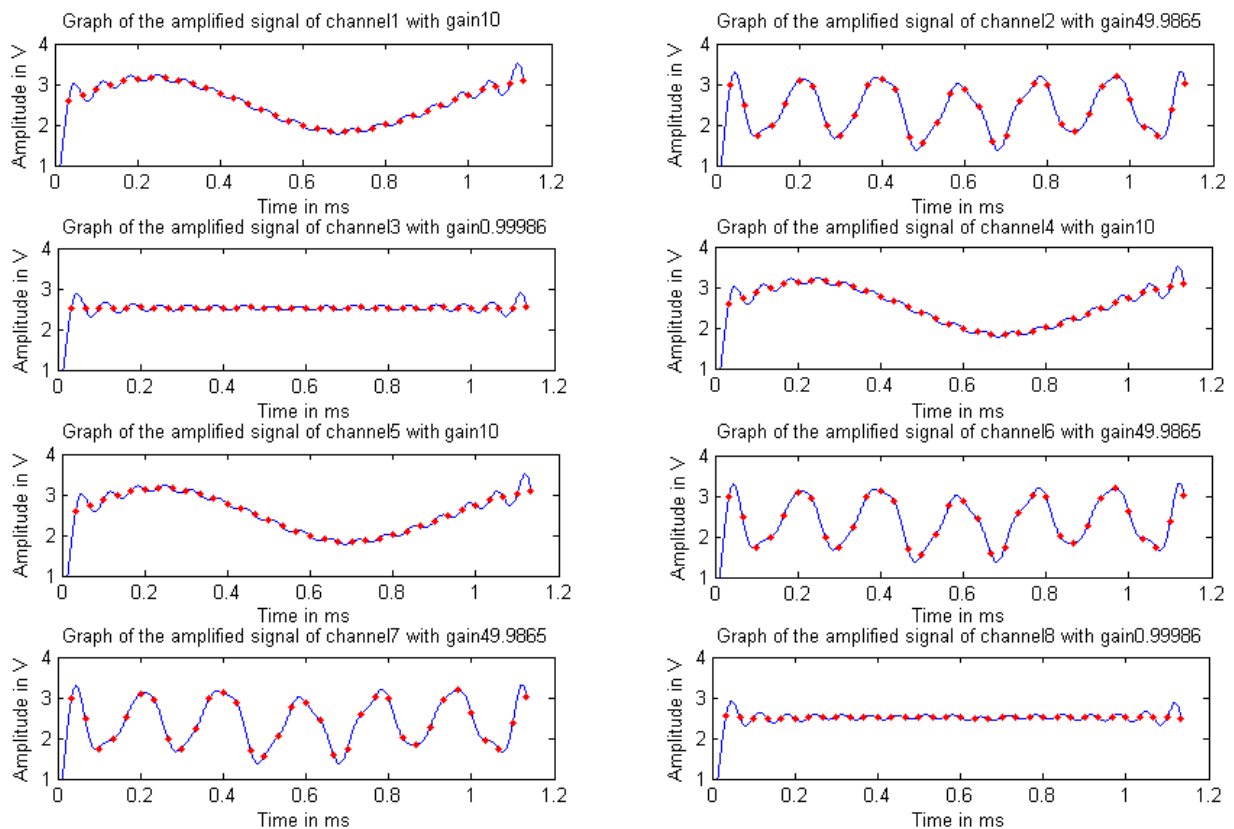 Graph of the amplified signal of channel1 with gain10
Amplitude in V
4
3
2
1
0 0.2 0.4 0.6 0.8 1 1.2
Time in ms
Graph of the amplified signal of channel2 with gain49.9865
Amplitude in V
4
3
2
1
0 0.2 0.4 0.6 0.8 1 1.2
Time in ms
Graph of the amplified signal of channel3 with gain0.99986
Amplitude in V
4
3
2
1
0 0.2 0.4 0.6 0.8 1 1.2
Time in ms
Graph of the amplified signal of channel4 with gain10
Amplitude in V
4
3
2
1
0 0.2 0.4 0.6 0.8 1 1.2
Time in ms
Graph of the amplified signal of channel5 with gain10
Amplitude in V
4
3
2
1
0 0.2 0.4 0.6 0.8 1 1.2
Time in ms
Graph of the amplified signal of channel6 with gain49.9865
Amplitude in V
4
3
2
1
0 0.2 0.4 0.6 0.8 1 1.2
Time in ms
Graph of the amplified signal of channel7 with gain49.9865
Amplitude in V
4
3
2
1
0 0.2 0.4 0.6 0.8 1 1.2
Time in ms
Graph of the amplified signal of channel8 with gain0.99986
Amplitude in V
4
3
2
1
0 0.2 0.4 0.6 0.8 1 1.2
Time in ms